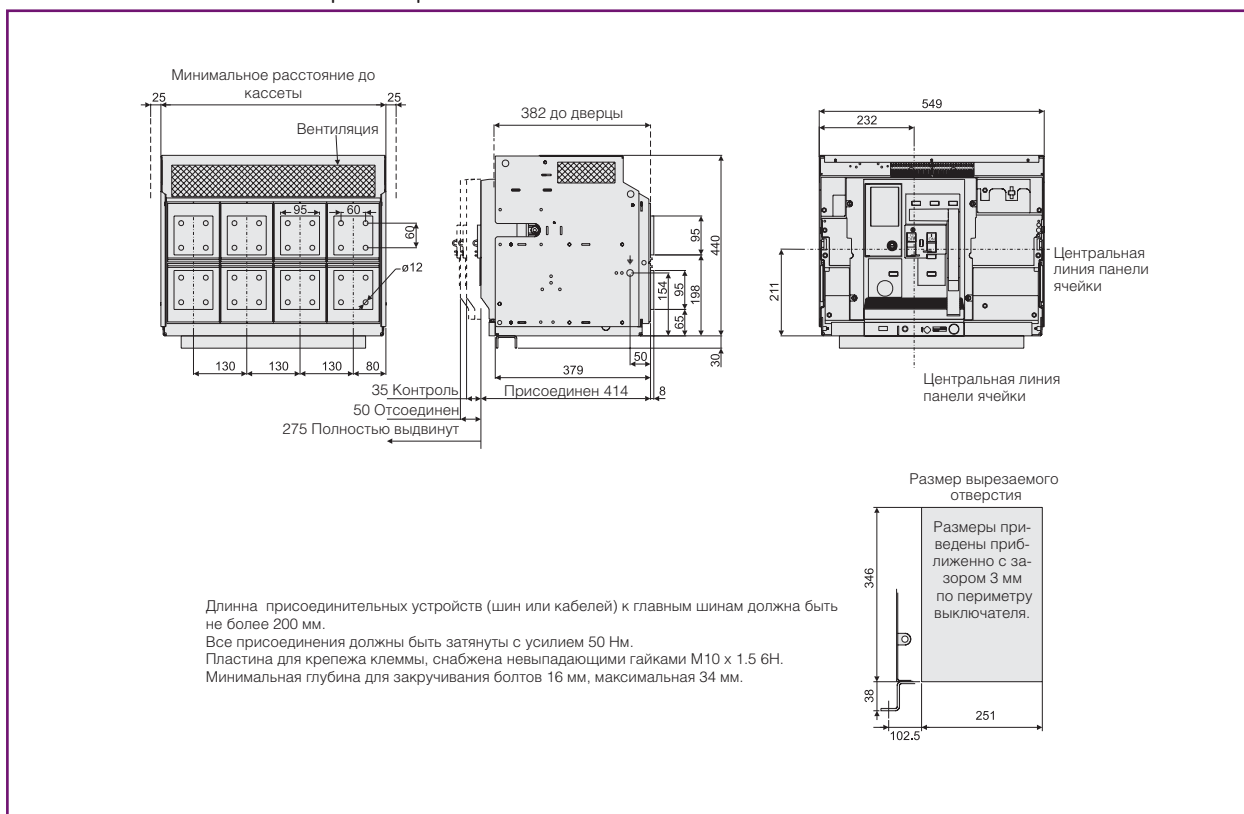 Минимальное расстояние до
кассеты
25
25
Вентиляция
95
60
60
ø12
130
130
130
80
382 до дверцы
95
440
154
95
198
65
30
50
379
35 Контроль
Присоединен 414
8
50 Отсоединен
275 Полностью выдвинут
549
232
211
Центральная
линия панели
ячейки
Центральная линия
панели ячейки
Размер вырезаемого
отверстия
Размеры при-
ведены приб-
лиженно с за-
зором 3 мм
по периметру
выключателя.
346
38
251
102.5
Длинна присоединительных устройств (шин или кабелей) к главным шинам должна быть
не более 200 мм.
Все присоединения должны быть затянуты с усилием 50 Нм.
Пластина для крепежа клеммы, снабжена невыпадающими гайками М10 х 1.5 6Н.
Минимальная глубина для закручивания болтов 16 мм, максимальная 34 мм.